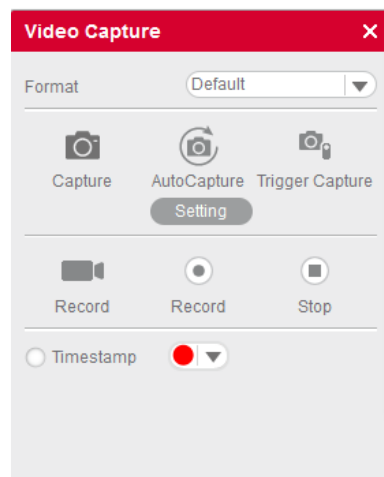 Video Capture
Format Default
Capture AutoCapture Trigger Capture
Setting
Record Record Stop
Timestamp